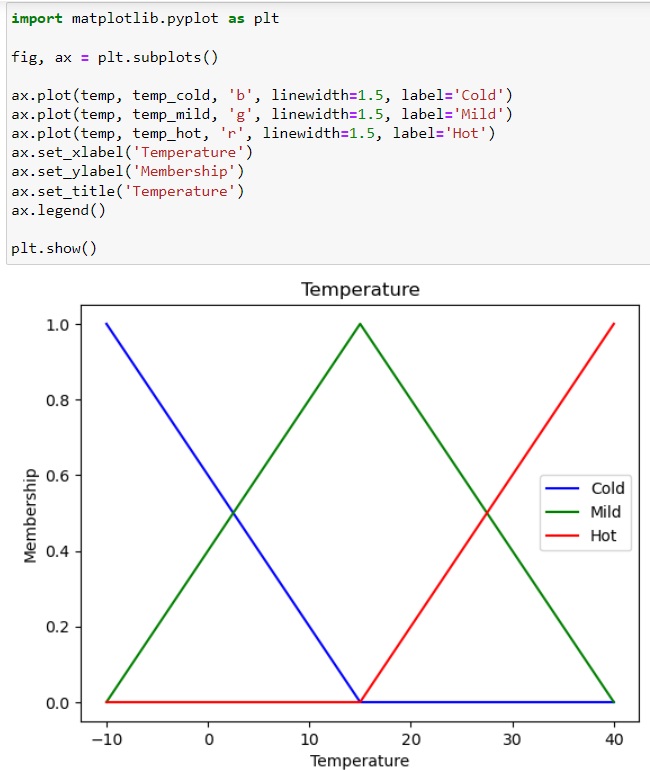 import matplotlib.pyplot as plt
fig, ax = plt.subplots()
ax.plot(temp, temp_cold, 'b', linewidth=1.5, label='Cold')
ax.plot(temp, temp_mild, 'g', linewidth=1.5, label='Mild')
ax.plot(temp, temp_hot, 'r', linewidth=1.5, label='Hot')
ax.set_xlabel('Temperature')
ax.set_ylabel('Membership')
ax.set_title('Temperature')
ax.legend()
plt.show()
Temperature
1.0
0.8
0.6
0.4
0.2
0.0
Membership
Cold
Mild
Hot
−10 0 10 20 30 40
Temperature